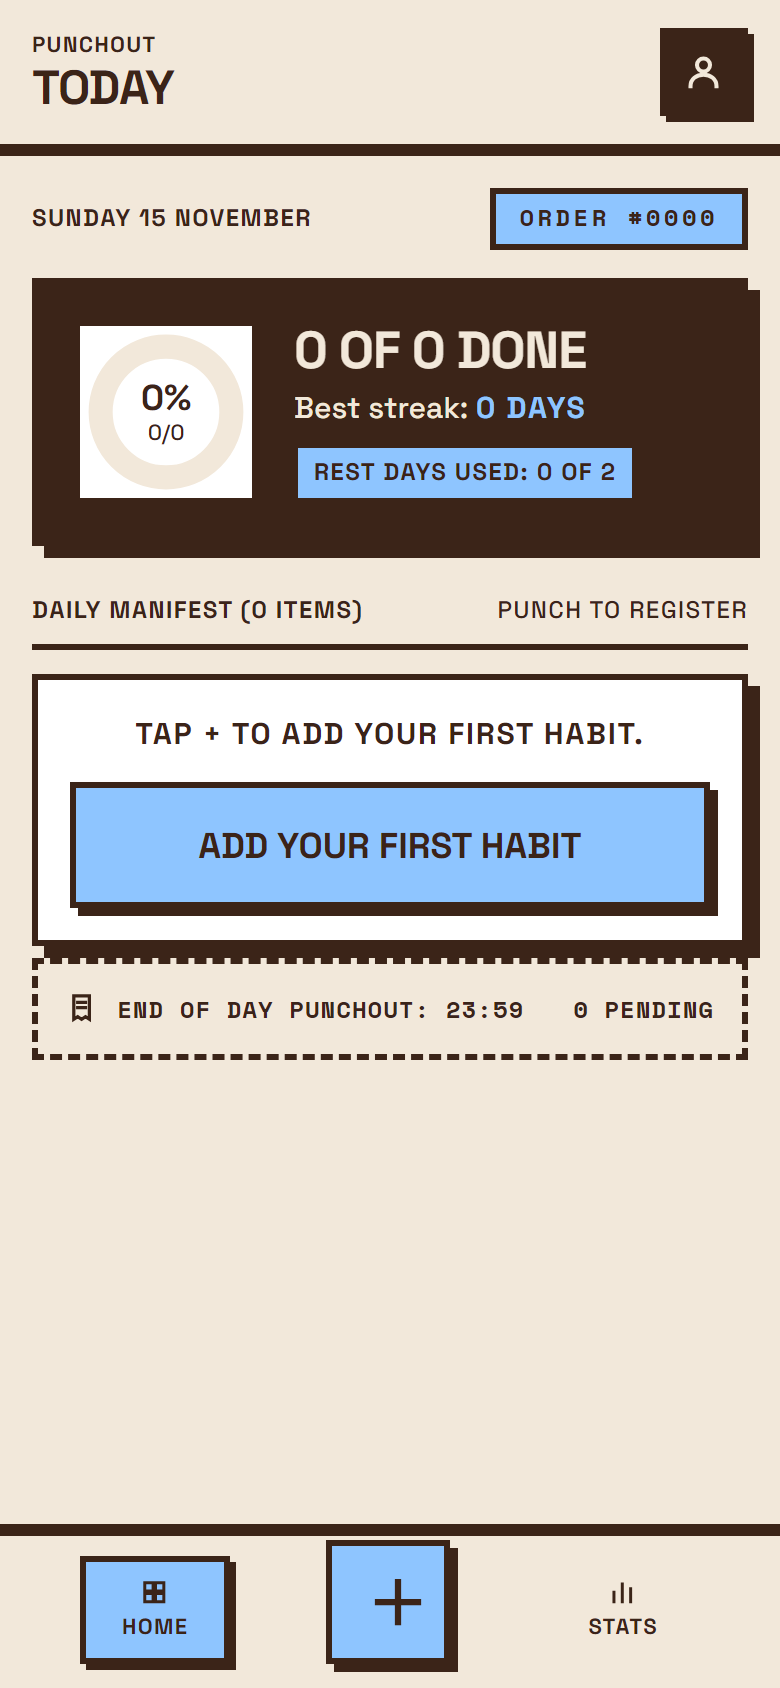 PUNCHOUT
TODAY
SUNDAY 15 NOVEMBER
ORDER #0000
0 OF 0 DONE
0%
0/0
Best streak: 0 DAYS
REST DAYS USED: 0 OF 2
DAILY MANIFEST (0 ITEMS)
PUNCH TO REGISTER
TAP + TO ADD YOUR FIRST HABIT.
ADD YOUR FIRST HABIT
END OF DAY PUNCHOUT: 23:59
0 PENDING
HOME
STATS